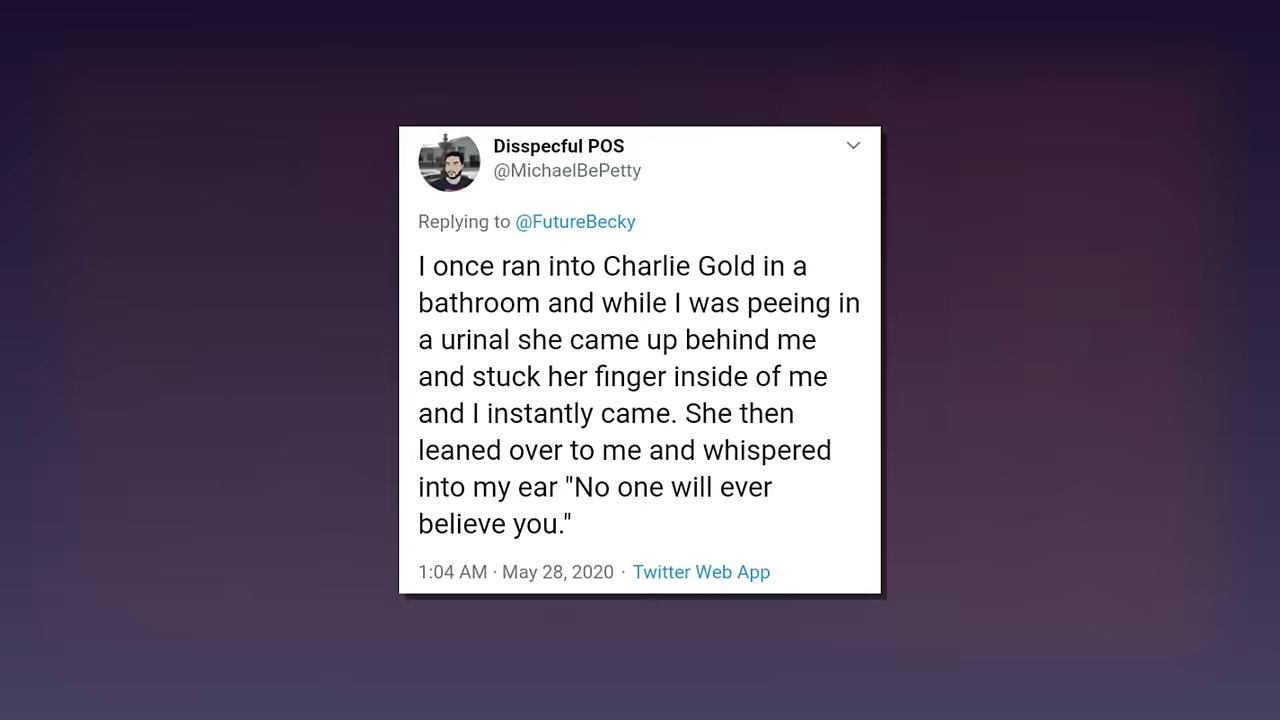 Disspecful POS
@MichaelBePetty
Replying to @FutureBecky
I once ran into Charlie Gold in a
bathroom and while I was peeing in
a urinal she came up behind me
and stuck her finger inside of me
and I instantly came. She then
leaned over to me and whispered
into my ear "No one will ever
believe you."
1:04 AM · May 28, 2020 · Twitter Web App